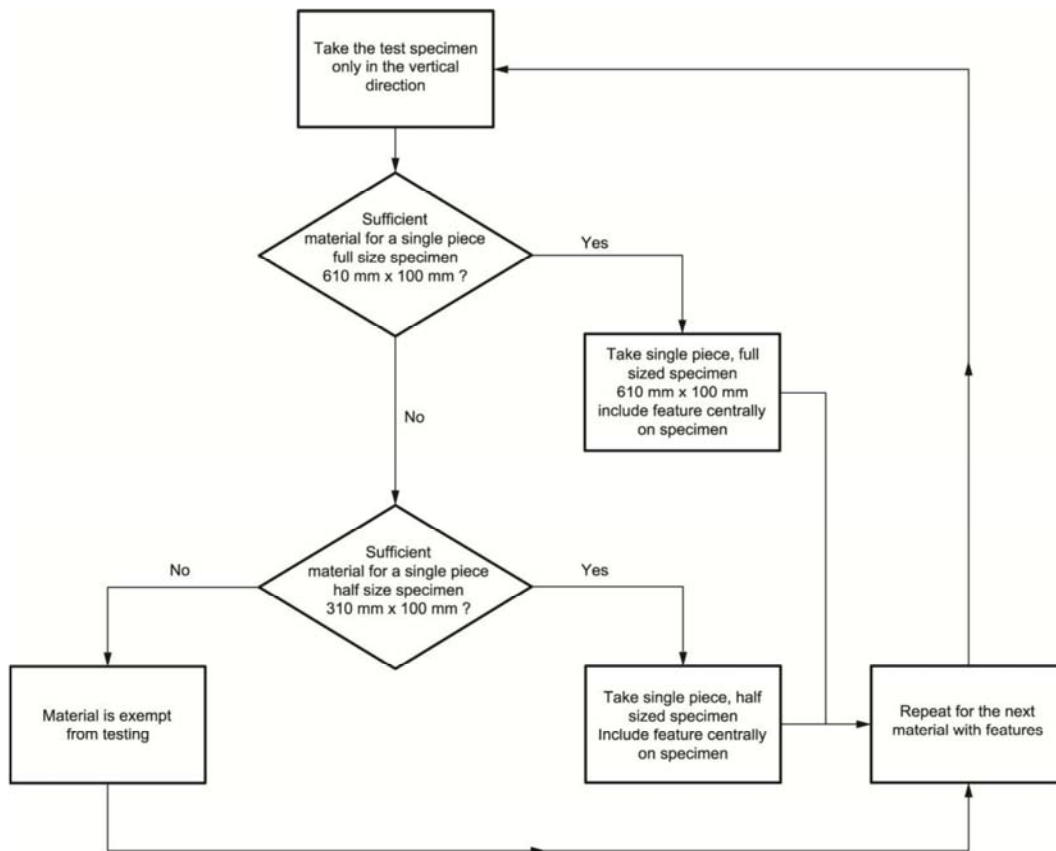 Take the test specimen
only in the vertical
direction
Sufficient
material for a single piece
full size specimen
610 mm x 100 mm ?
Yes
Take single piece, full
sized specimen
610 mm x 100 mm
include feature centrally
on specimen
No
Sufficient
material for a single piece
half size specimen
310 mm x 100 mm ?
No
Yes
Material is exempt
from testing
Take single piece, half
sized specimen
Include feature centrally
on specimen
Repeat for the next
material with features